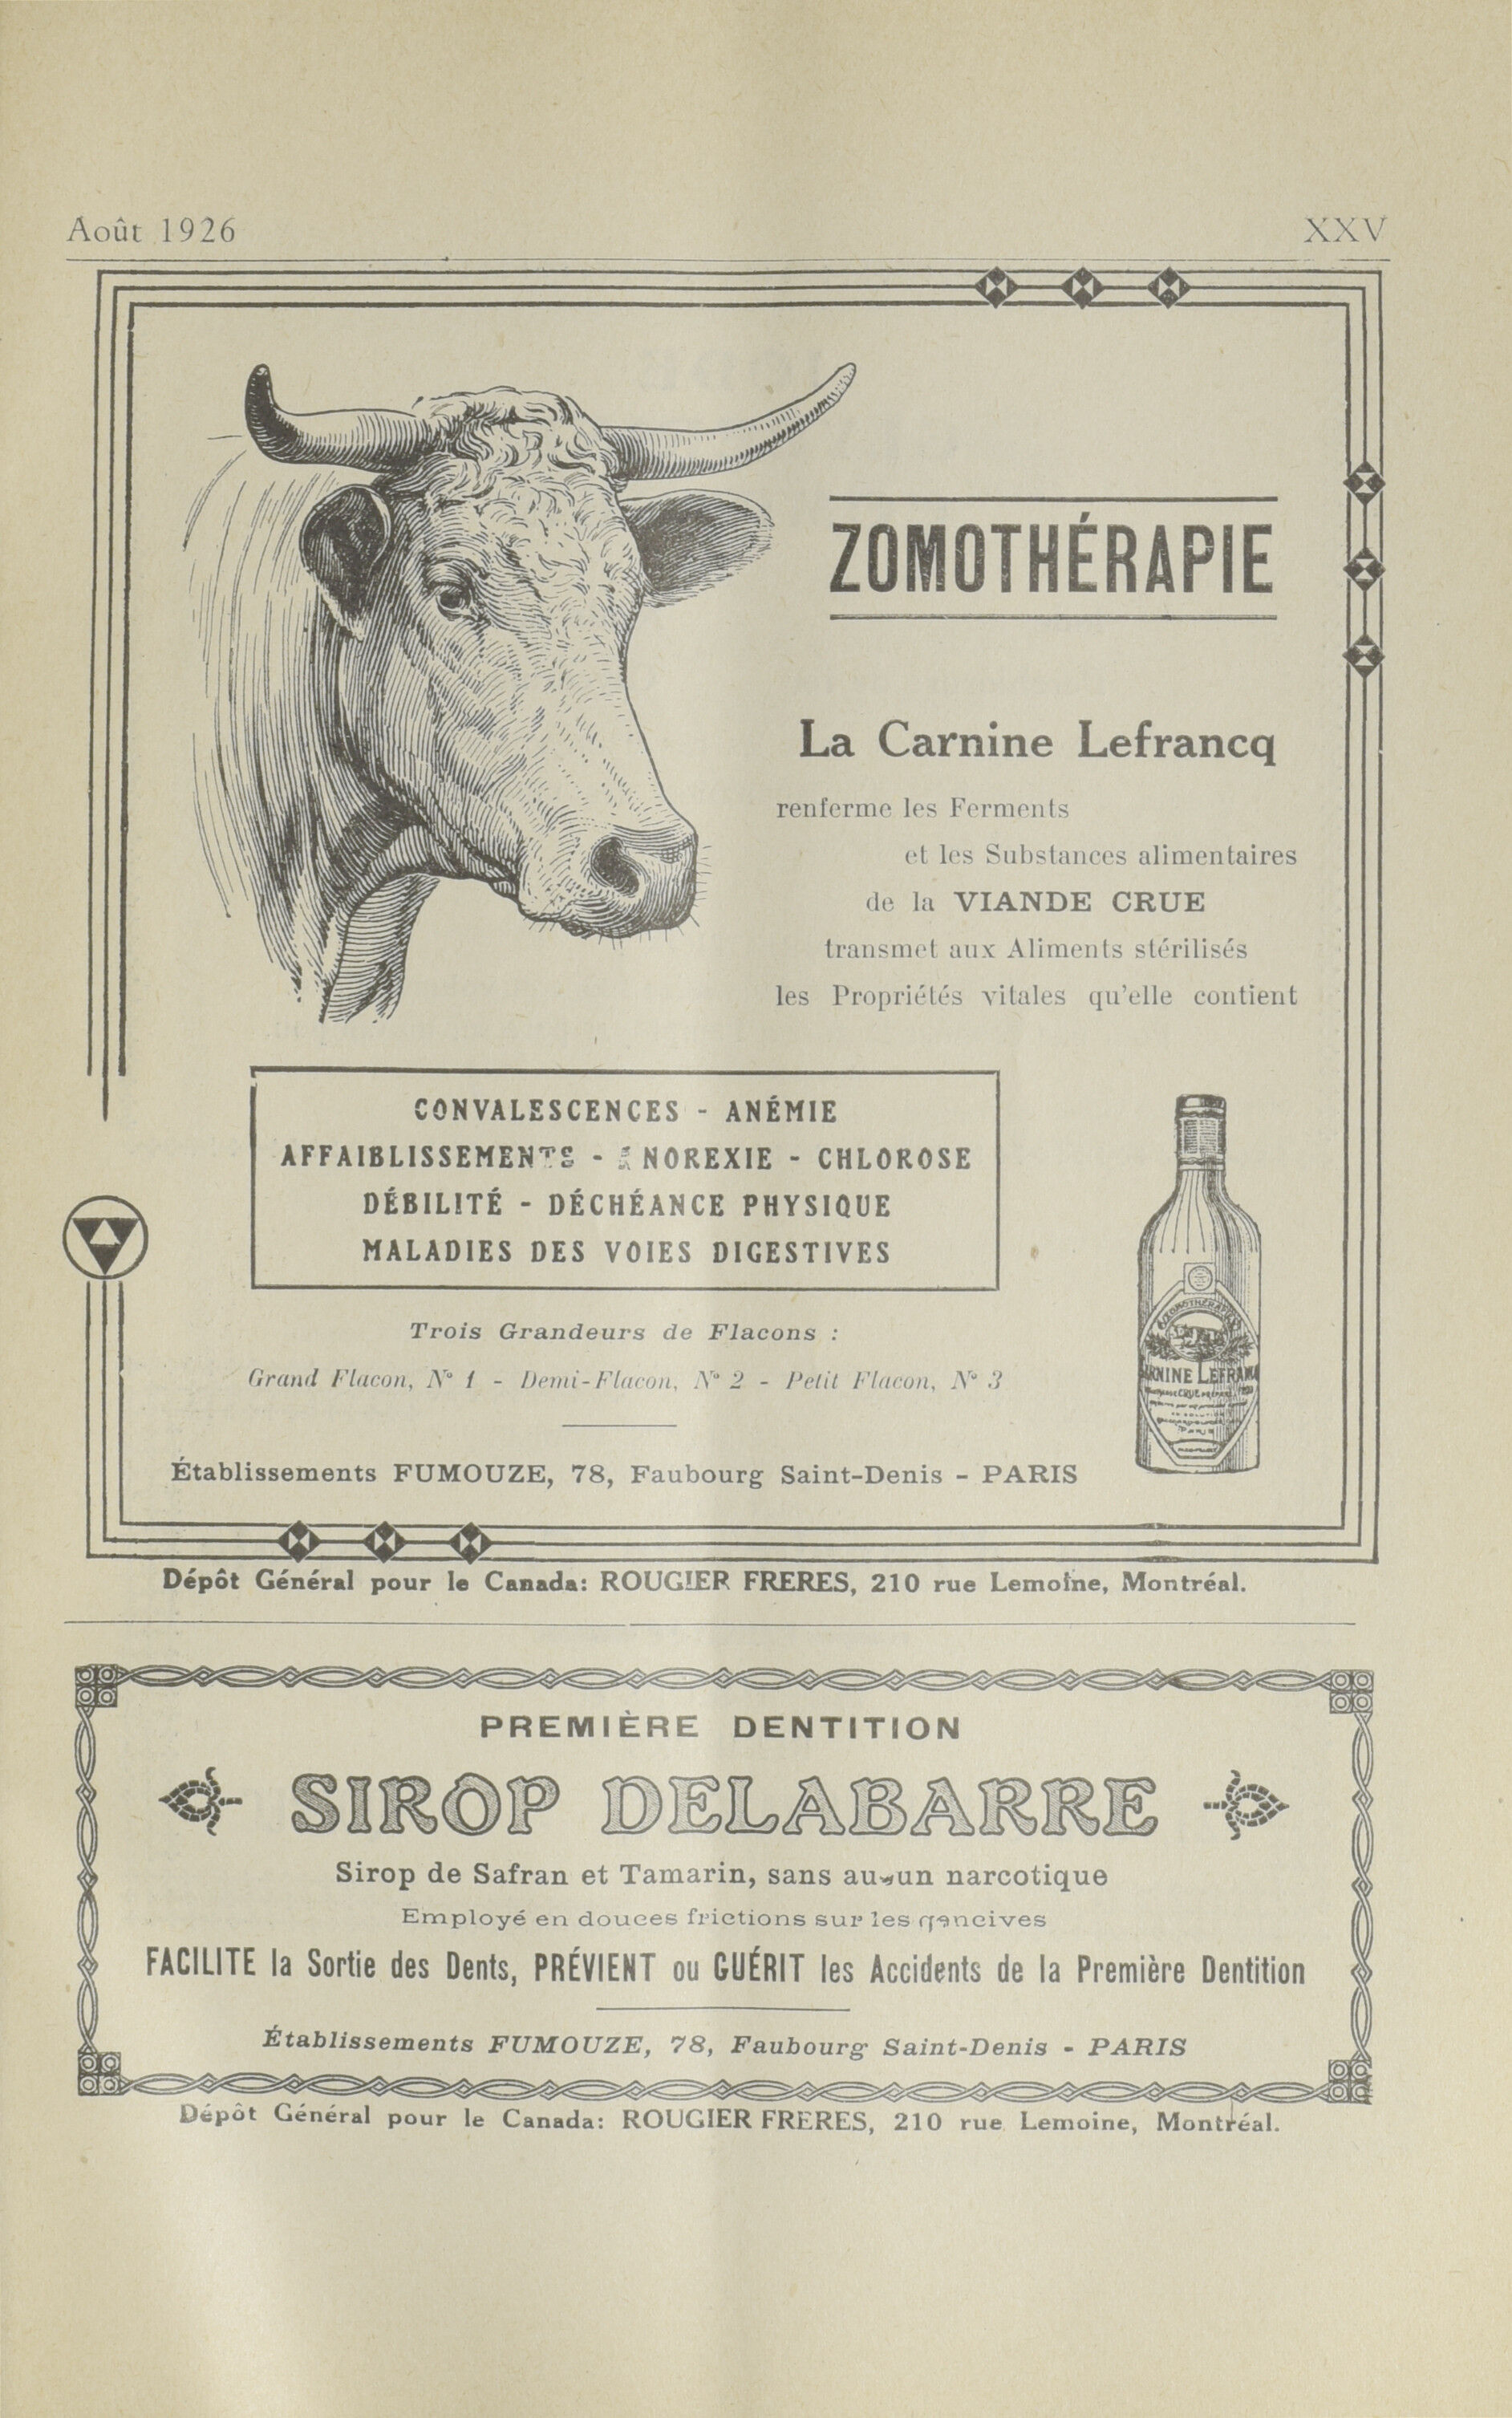 Août 1926
XXV
ZOMOTHÉRAPIE
La Carnine Lefrancq
renferme les Ferments
et les Substances alimentaires
de la VIANDE CRUE
transmet aux Aliments stérilisés
les Propriétés vitales qu'elle contient
CONVALESCENCES - ANÉMIE
AFFAIBLISSEMENTS - ANOREXIE - CHLOROSE
DÉBILITÉ - DÉCHÉANCE PHYSIQUE
MALADIES DES VOIES DIGESTIVES
Trois Grandeurs de Flacons :
Grand Flacon, N° 1 - Demi-Flacon, N° 2 - Petit Flacon, N° 3
ZOMOTHÉRAPIE
Établissements FUMOUZE, 78, Faubourg Saint-Denis - PARIS
Dépôt Général pour le Canada: ROUGIER FRERES, 210 rue Lemoine, Montréal.
PREMIÈRE DENTITION
SIROP DELABARRE
Sirop de Safran et Tamarin, sans aucun narcotique
Employé en douces frictions sur les gencives
FACILITE la Sortie des Dents, PRÉVIENT ou GUÉRIT les Accidents de la Première Dentition
Établissements FUMOUZE, 78, Faubourg Saint-Denis - PARIS
Dépôt Général pour le Canada: ROUGIER FRERES, 210 rue Lemoine, Montréal.